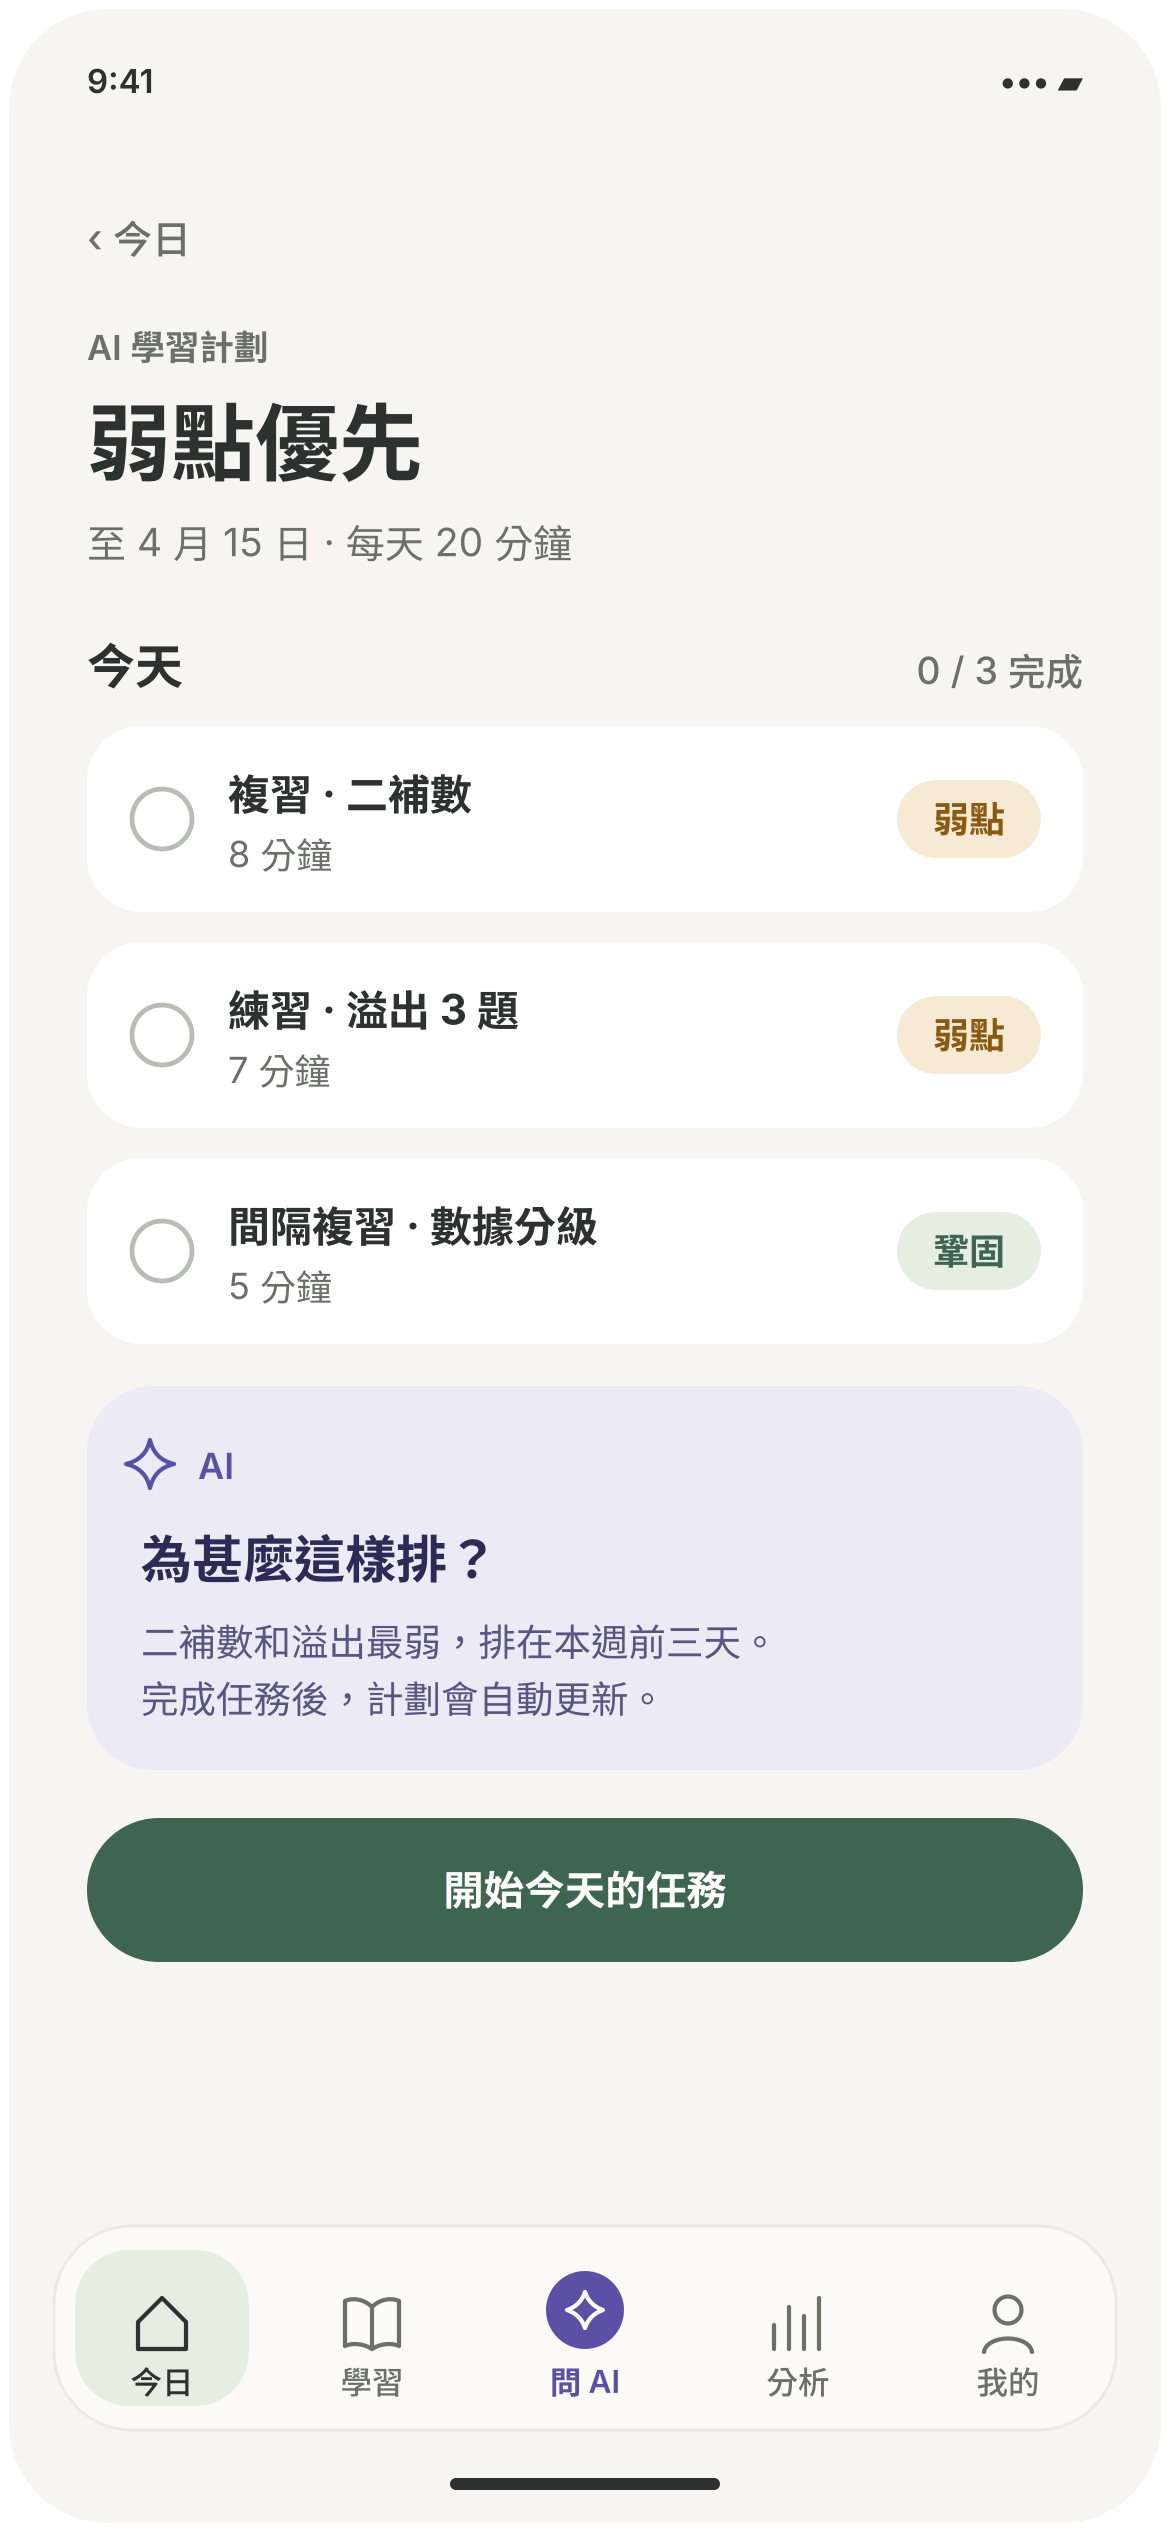 9:41
‹ 今日
AI 學習計劃
弱點優先
至 4 月 15 日 · 每天 20 分鐘
今天
0 / 3 完成
複習 · 二補數
8 分鐘
弱點
練習 · 溢出 3 題
7 分鐘
弱點
間隔複習 · 數據分級
5 分鐘
鞏固
AI
為甚麼這樣排？
二補數和溢出最弱，排在本週前三天。
完成任務後，計劃會自動更新。
開始今天的任務
今日
學習
問 AI
分析
我的